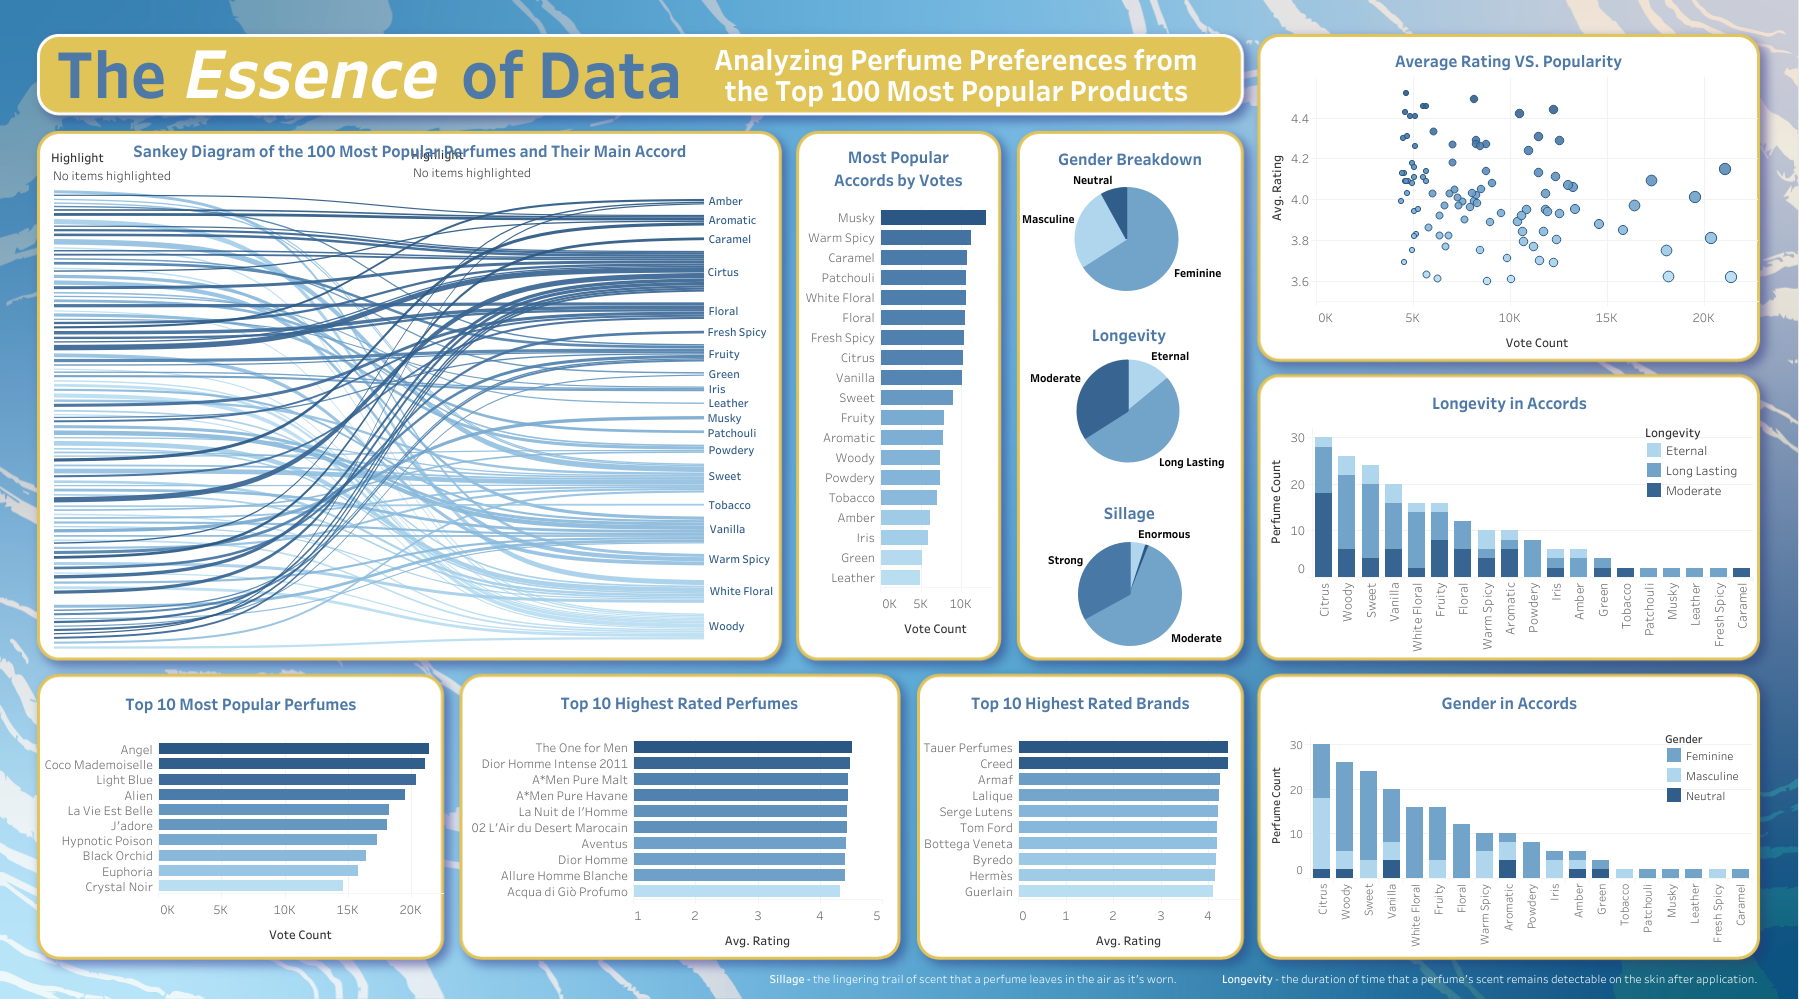 The Essence of Data
Analyzing Perfume Preferences from
the Top 100 Most Popular Products
Sankey Diagram of the 100 Most Popular Perfumes and Their Main Accord
Highlight
No items highlighted
Highlight
No items highlighted
Amber
Aromatic
Caramel
Cirtus
Floral
Fresh Spicy
Fruity
Green
Iris
Leather
Musky
Patchouli
Powdery
Sweet
Tobacco
Vanilla
Warm Spicy
White Floral
Woody
Most Popular
Accords by Votes
Musky
Warm Spicy
Caramel
Patchouli
White Floral
Floral
Fresh Spicy
Citrus
Vanilla
Sweet
Fruity
Aromatic
Woody
Powdery
Tobacco
Amber
Iris
Green
Leather
0K 5K 10K
Vote Count
Gender Breakdown
Neutral
Masculine
Feminine
Longevity
Eternal
Moderate
Long Lasting
Sillage
Enormous
Strong
Moderate
Average Rating VS. Popularity
Avg. Rating
4.4
4.2
4.0
3.8
3.6
0K 5K 10K 15K 20K
Vote Count
Longevity in Accords
Longevity
Eternal
Long Lasting
Moderate
Perfume Count
30
20
10
0
Citrus
Woody
Sweet
Vanilla
White Floral
Fruity
Floral
Warm Spicy
Aromatic
Powdery
Iris
Amber
Green
Tobacco
Patchouli
Musky
Leather
Fresh Spicy
Caramel
Top 10 Most Popular Perfumes
Angel
Coco Mademoiselle
Light Blue
Alien
La Vie Est Belle
J'adore
Hypnotic Poison
Black Orchid
Euphoria
Crystal Noir
0K 5K 10K 15K 20K
Vote Count
Top 10 Highest Rated Perfumes
The One for Men
Dior Homme Intense 2011
A*Men Pure Malt
A*Men Pure Havane
La Nuit de l'Homme
02 L'Air du Desert Marocain
Aventus
Dior Homme
Allure Homme Blanche
Acqua di Giò Profumo
1 2 3 4 5
Avg. Rating
Top 10 Highest Rated Brands
Tauer Perfumes
Creed
Armaf
Lalique
Serge Lutens
Tom Ford
Bottega Veneta
Byredo
Hermès
Guerlain
0 1 2 3 4
Avg. Rating
Gender in Accords
Gender
Feminine
Masculine
Neutral
Perfume Count
30
20
10
0
Citrus
Woody
Sweet
Vanilla
White Floral
Fruity
Floral
Warm Spicy
Aromatic
Powdery
Iris
Amber
Green
Tobacco
Patchouli
Musky
Leather
Fresh Spicy
Caramel
Sillage - the lingering trail of scent that a perfume leaves in the air as it's worn.
Longevity - the duration of time that a perfume's scent remains detectable on the skin after application.